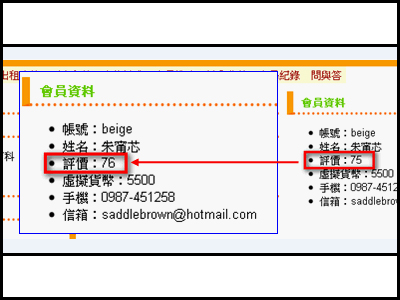 出租
紀錄 問與答
會員資料
帳號：beige
姓名：朱甯芯
評價：76
虛擬貨幣：5500
手機：0987-451258
信箱：saddlebrown@hotmail.com
會員資料
帳號：beige
姓名：朱甯芯
評價：75
虛擬貨幣：5500
手機：0987-4512
信箱：saddlebro
料